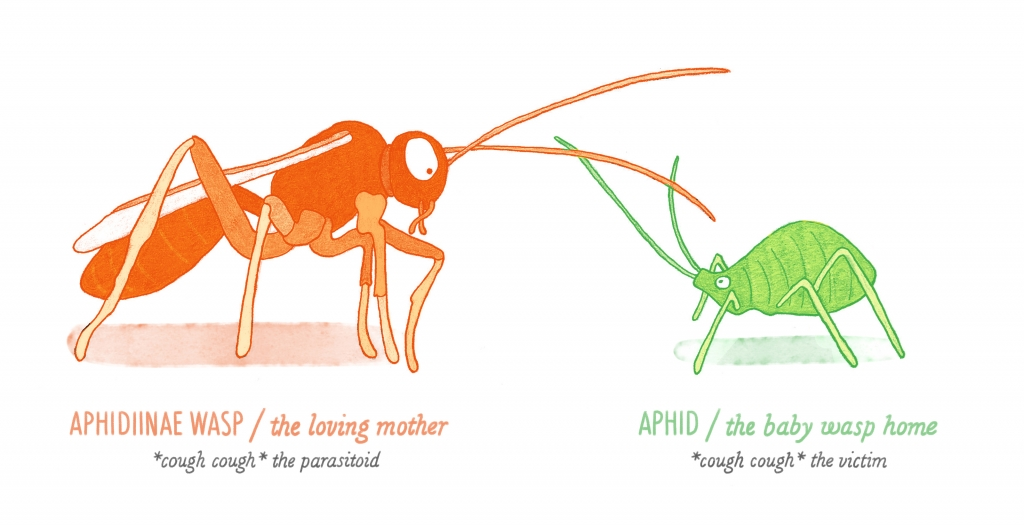 APHIDIINAE WASP / the loving mother
*cough cough* the parasitoid
APHID / the baby wasp home
*cough cough* the victim